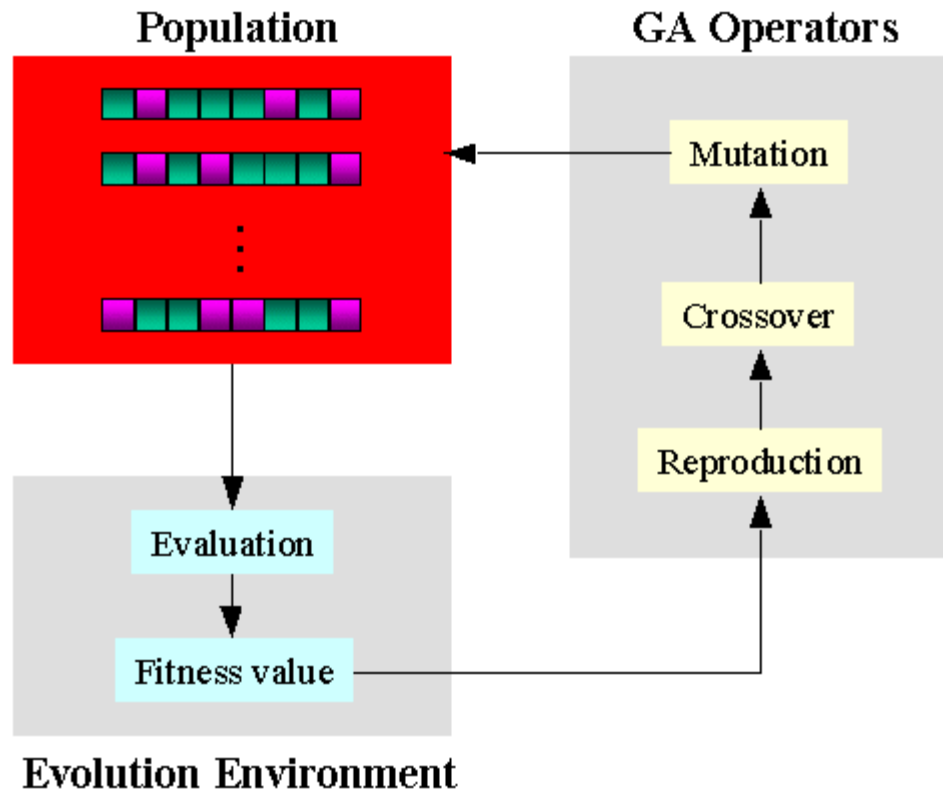 Population
GA Operators
Mutation
Crossover
Reproduction
Evaluation
Fitness value
Evolution Environment